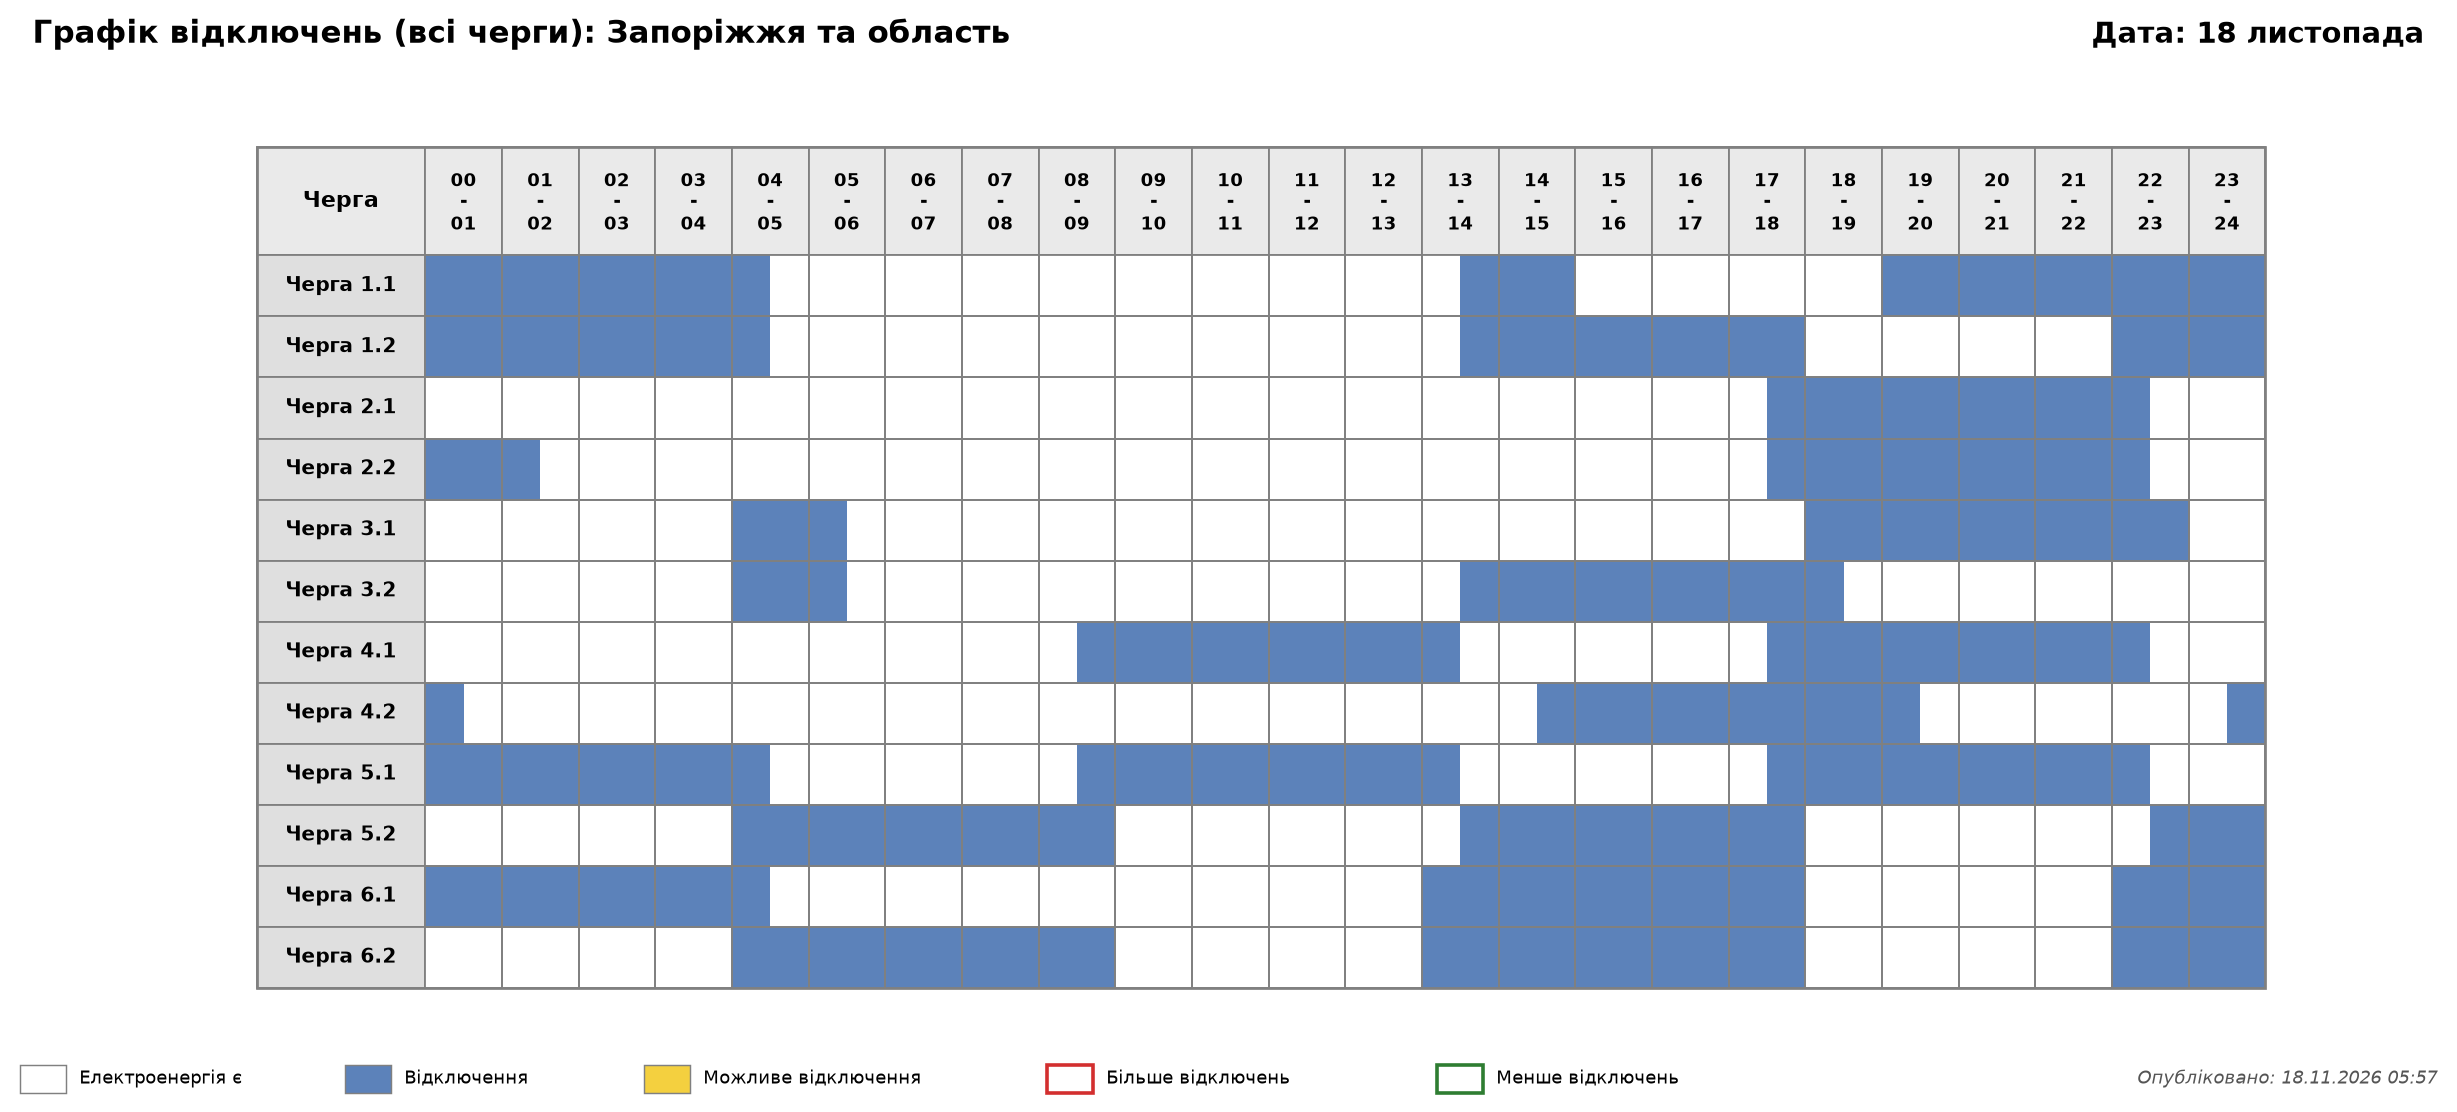 Графік відключень (всі черги): Запоріжжя та область
Дата: 18 листопада
Черга 00 - 01 01 - 02 02 - 03 03 - 04 04 - 05 05 - 06 06 - 07 07 - 08 08 - 09 09 - 10 10 - 11 11 - 12 12 - 13 13 - 14 14 - 15 15 - 16 16 - 17 17 - 18 18 - 19 19 - 20 20 - 21 21 - 22 22 - 23 23 - 24
Черга 1.1
Черга 1.2
Черга 2.1
Черга 2.2
Черга 3.1
Черга 3.2
Черга 4.1
Черга 4.2
Черга 5.1
Черга 5.2
Черга 6.1
Черга 6.2
Електроенергія є
Відключення
Можливе відключення
Більше відключень
Менше відключень
Опубліковано: 18.11.2026 05:57